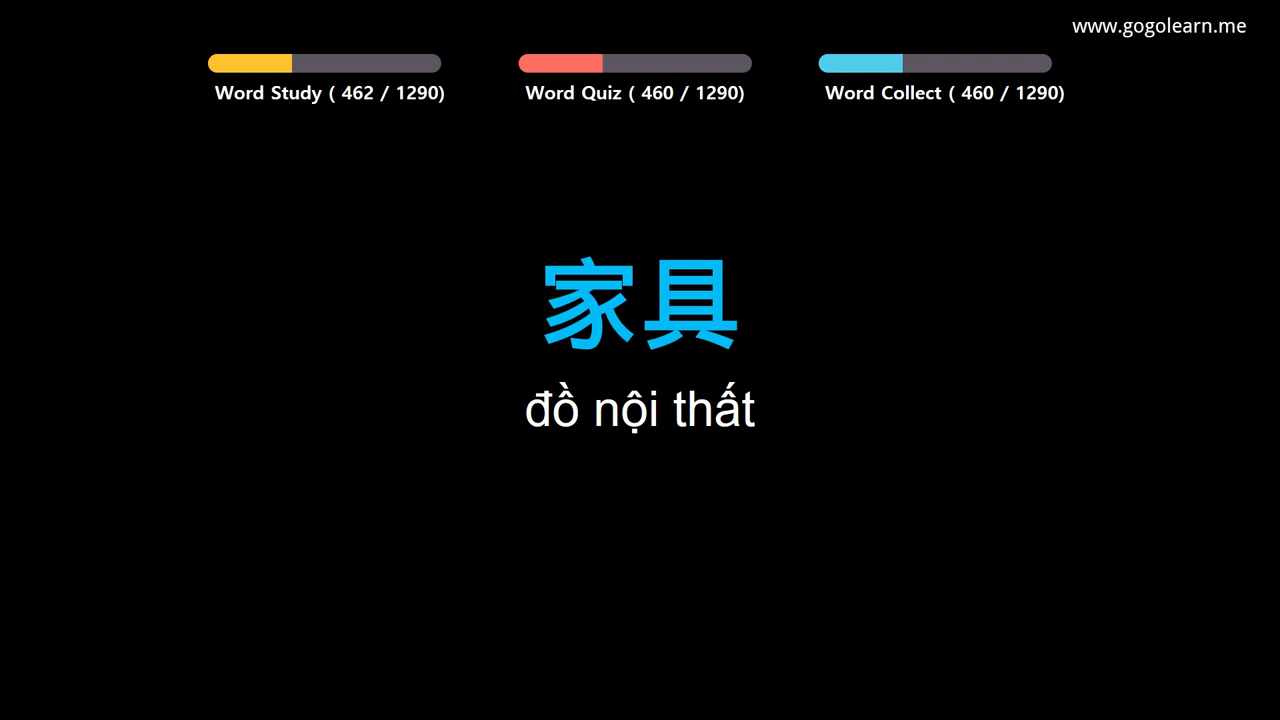 www.gogolearn.me
Word Study ( 462 / 1290)
Word Quiz ( 460 / 1290)
Word Collect ( 460 / 1290)
家具
đồ nội thất